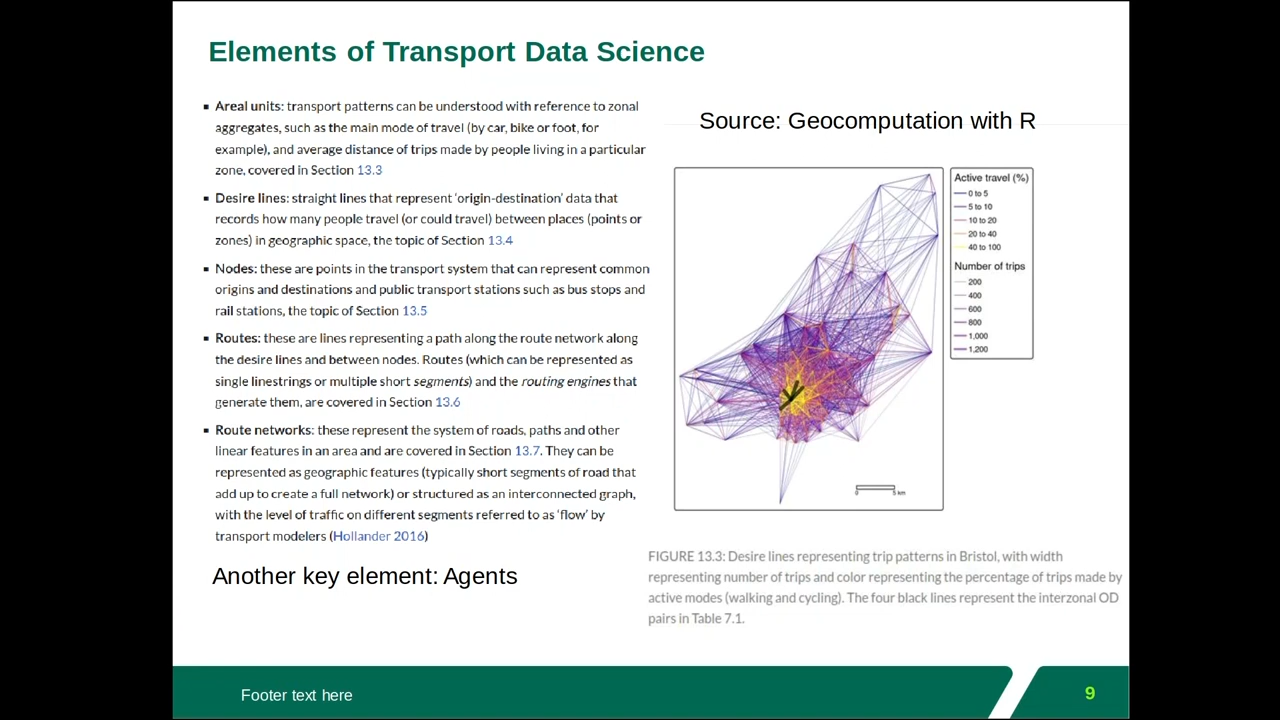 Elements of Transport Data Science
▪ Areal units: transport patterns can be understood with reference to zonal
aggregates, such as the main mode of travel (by car, bike or foot, for
example), and average distance of trips made by people living in a particular
zone, covered in Section 13.3
▪ Desire lines: straight lines that represent ‘origin-destination’ data that
records how many people travel (or could travel) between places (points or
zones) in geographic space, the topic of Section 13.4
▪ Nodes: these are points in the transport system that can represent common
origins and destinations and public transport stations such as bus stops and
rail stations, the topic of Section 13.5
▪ Routes: these are lines representing a path along the route network along
the desire lines and between nodes. Routes (which can be represented as
single linestrings or multiple short segments) and the routing engines that
generate them, are covered in Section 13.6
▪ Route networks: these represent the system of roads, paths and other
linear features in an area and are covered in Section 13.7. They can be
represented as geographic features (typically short segments of road that
add up to create a full network) or structured as an interconnected graph,
with the level of traffic on different segments referred to as ‘flow’ by
transport modelers (Hollander 2016)
Another key element: Agents
Source: Geocomputation with R
Active travel (%)
0 to 5
5 to 10
10 to 20
20 to 40
40 to 100
Number of trips
200
400
600
800
1,000
1,200
0 5 km
FIGURE 13.3: Desire lines representing trip patterns in Bristol, with width
representing number of trips and color representing the percentage of trips made by
active modes (walking and cycling). The four black lines represent the interzonal OD
pairs in Table 7.1.
Footer text here
9